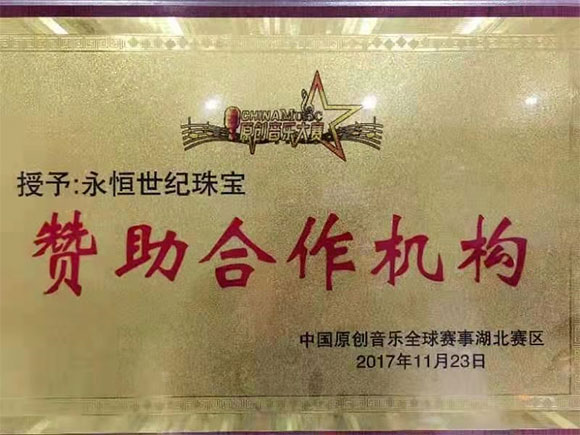 CHINA Music
原创音乐大赛
授予:永恒世纪珠宝
赞助合作机构
中国原创音乐全球赛事湖北赛区
2017年11月23日